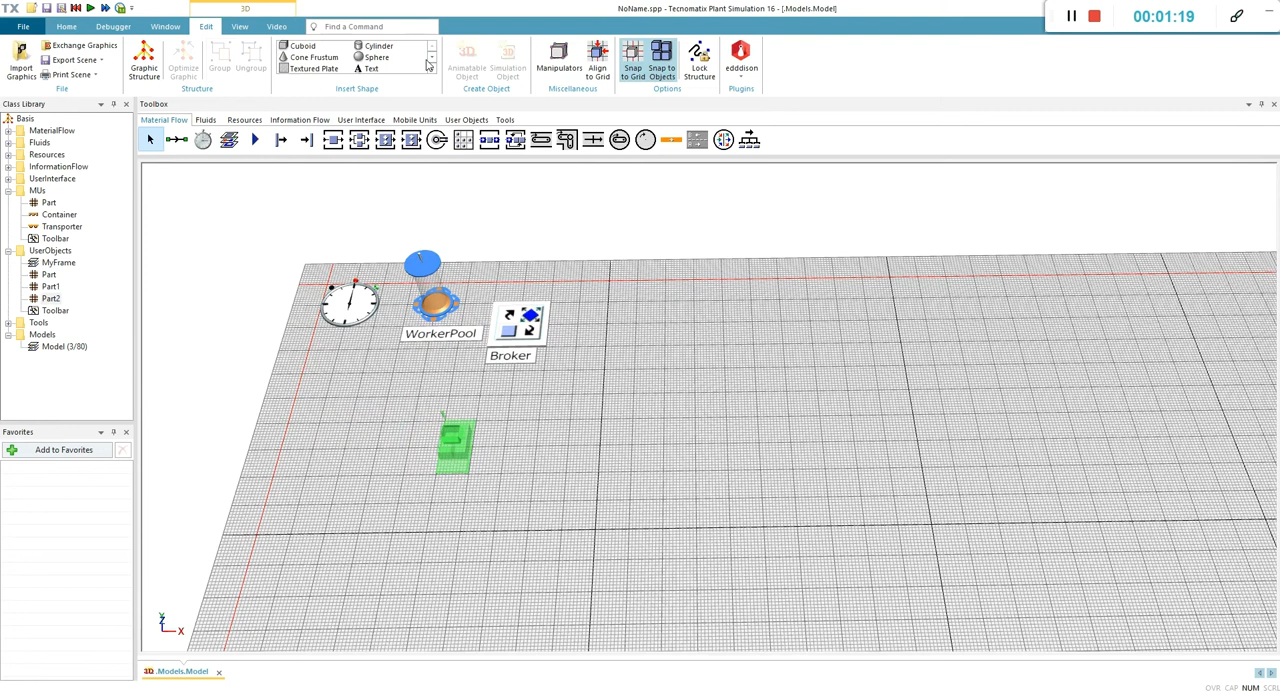 TX
3D
NoName.spp - Tecnomatix Plant Simulation 16 - [.Models.Model]
00:01:19
File Home Debugger Window Edit View Video Find a Command
Import Graphics
Exchange Graphics
Export Scene
Print Scene
File
Graphic Structure
Optimize Graphic
Group
Ungroup
Structure
Cuboid
Cylinder
Cone Frustum
Sphere
Textured Plate
Text
Insert Shape
Animatable Object
Simulation Object
Create Object
Manipulators
Align to Grid
Miscellaneous
Snap to Grid
Snap to Objects
Lock Structure
Options
edddison
Plugins
Class Library
Toolbox
Basis
MaterialFlow
Fluids
Resources
InformationFlow
UserInterface
MUs
Part
Container
Transporter
Toolbar
UserObjects
MyFrame
Part
Part1
Part2
Toolbar
Tools
Models
Model (3/80)
Material Flow Fluids Resources Information Flow User Interface Mobile Units User Objects Tools
WorkerPool
Broker
Favorites
Add to Favorites
Z
X
3D .Models.Model
OVR CAP NUM SCRL